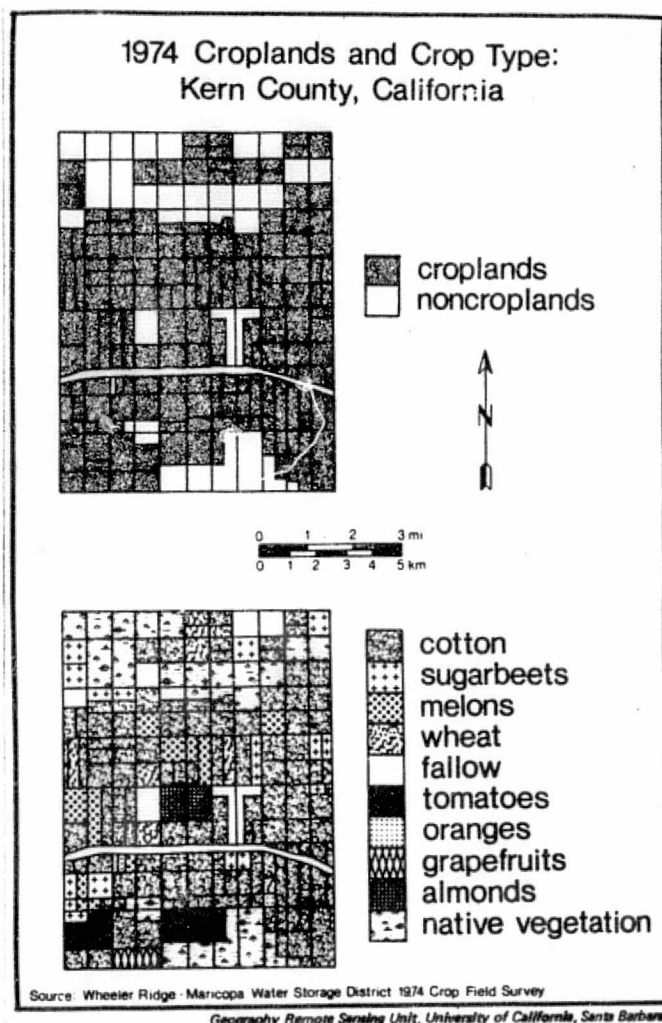 1974 Croplands and Crop Type:
Kern County, California
croplands
noncroplands
N
0 1 2 3 mi
0 1 2 3 4 5 km
cotton
sugarbeets
melons
wheat
fallow
tomatoes
oranges
grapefruits
almonds
native vegetation
Source: Wheeler Ridge - Maricopa Water Storage District 1974 Crop Field Survey
Geography Remote Sensing Unit, University of California, Santa Barbara